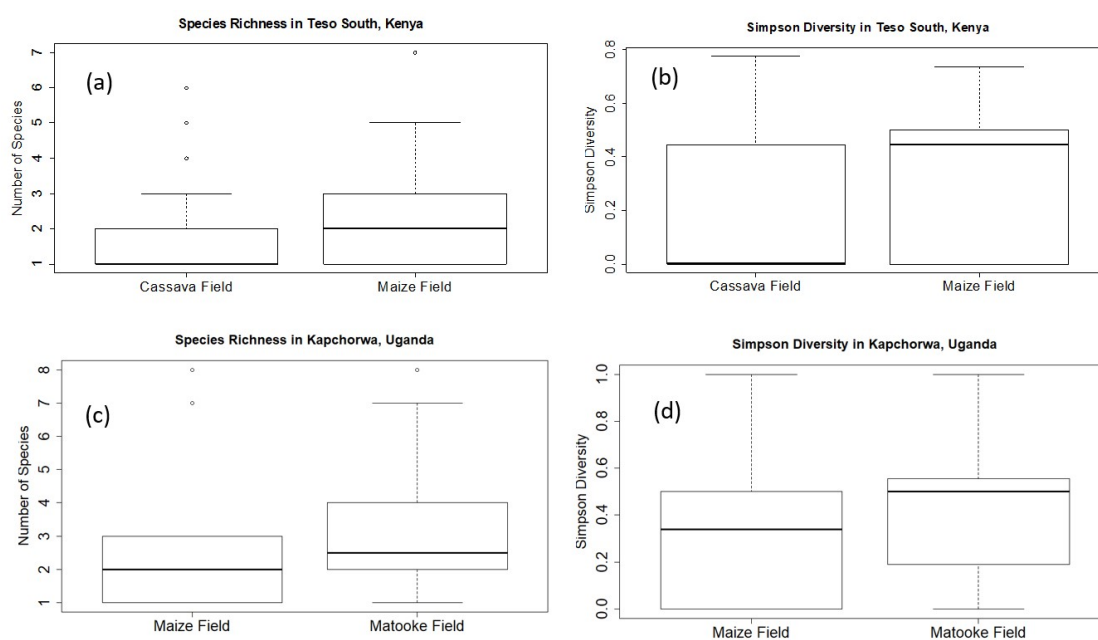 Species Richness in Teso South, Kenya
(a)
Number of Species
7
6
5
4
3
2
1
Cassava Field
Maize Field
Simpson Diversity in Teso South, Kenya
(b)
Simpson Diversity
0.8
0.6
0.4
0.2
0.0
Cassava Field
Maize Field
Species Richness in Kapchorwa, Uganda
(c)
Number of Species
8
7
6
5
4
3
2
1
Maize Field
Matooke Field
Simpson Diversity in Kapchorwa, Uganda
(d)
Simpson Diversity
1.0
0.8
0.6
0.4
0.2
0.0
Maize Field
Matooke Field